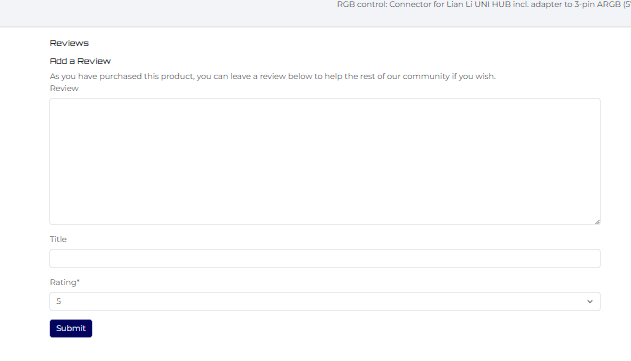 RGB control: Connector for Lian Li UNI HUB incl. adapter to 3-pin ARGB (5
Reviews
Add a Review
As you have purchased this product, you can leave a review below to help the rest of our community if you wish.
Review
Title
Rating*
5
Submit